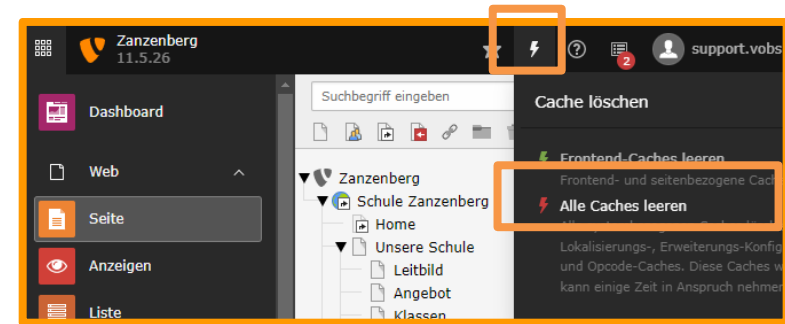 Zanzenberg
11.5.26
2
support.vobs
Dashboard
Web
Seite
Anzeigen
Liste
Suchbegriff eingeben
Zanzenberg
Schule Zanzenberg
Home
Unsere Schule
Leitbild
Angebot
Klassen
Cache löschen
Frontend-Caches leeren
Frontend- und seitenbezogene Cach
Alle Caches leeren
Lokalisierungs-, Erweiterungs-Konfig
und Opcode-Caches. Diese Caches w
kann einige Zeit in Anspruch nehmen